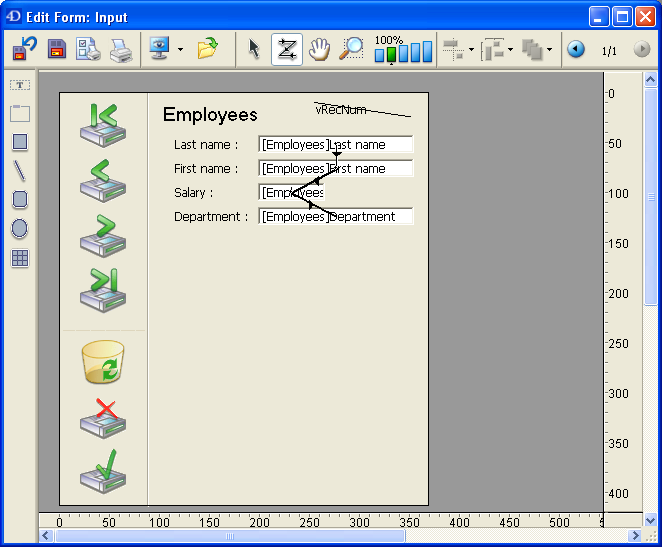 4D Edit Form: Input
100%
1/1
T
Employees
vRecNum
Last name :
[Employees]Last name
First name :
[Employees]First name
Salary :
[Employees
Department :
[Employees]Department
0
50
100
150
200
250
300
350
400
0
50
100
150
200
250
300
350
400
450
500
5